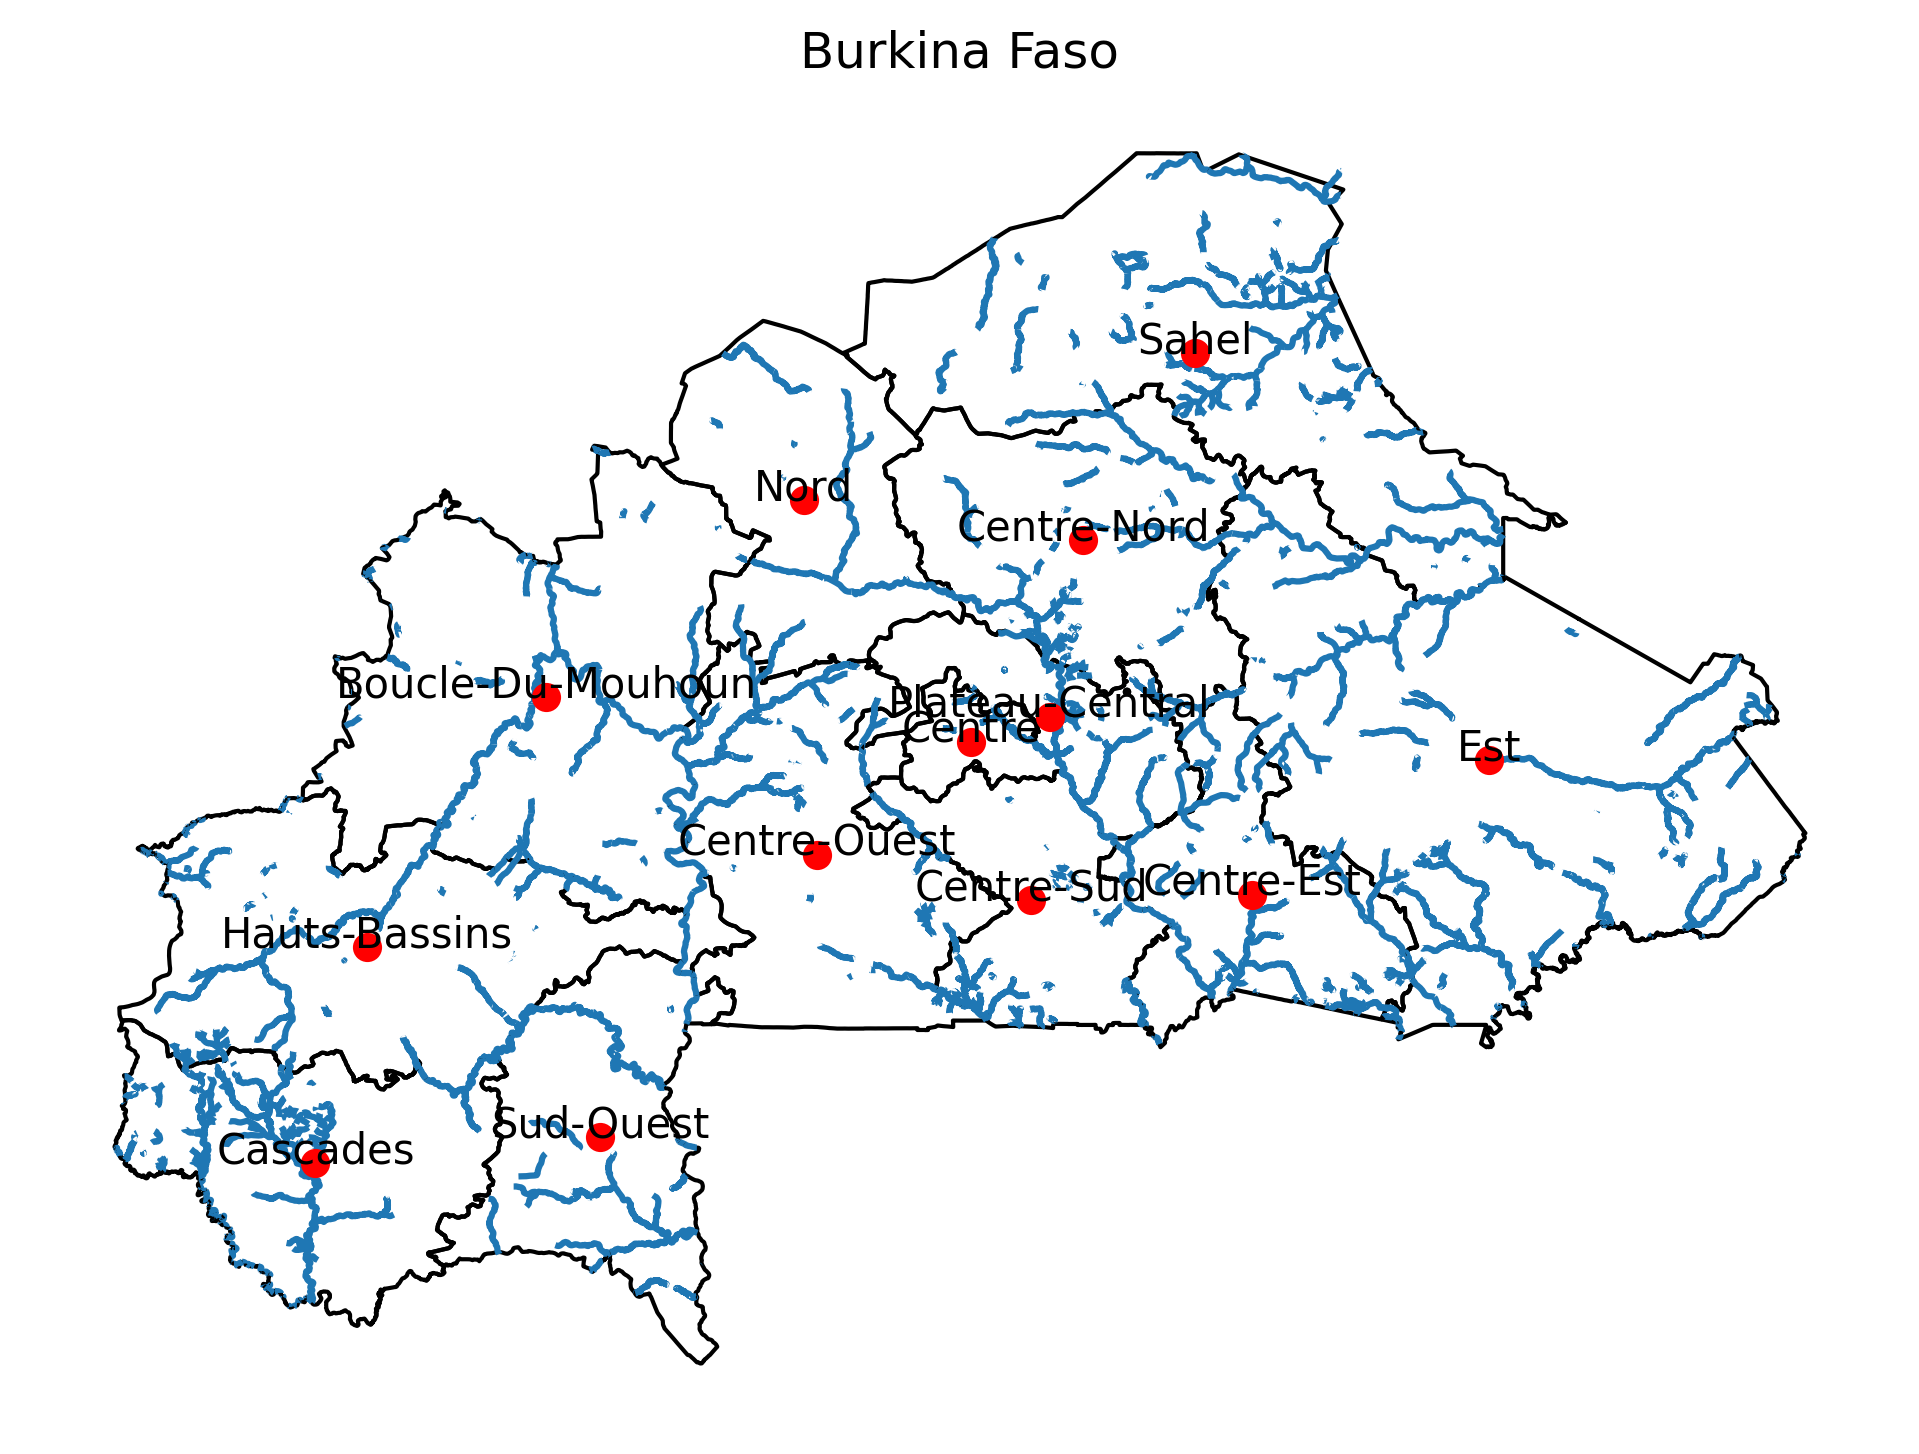 Burkina Faso
Sahel
Nord
Centre-Nord
Boucle-Du-Mouhoun
Plateau-Central
Centre
Est
Centre-Ouest
Centre-Sud
Centre-Est
Hauts-Bassins
Sud-Ouest
Cascades